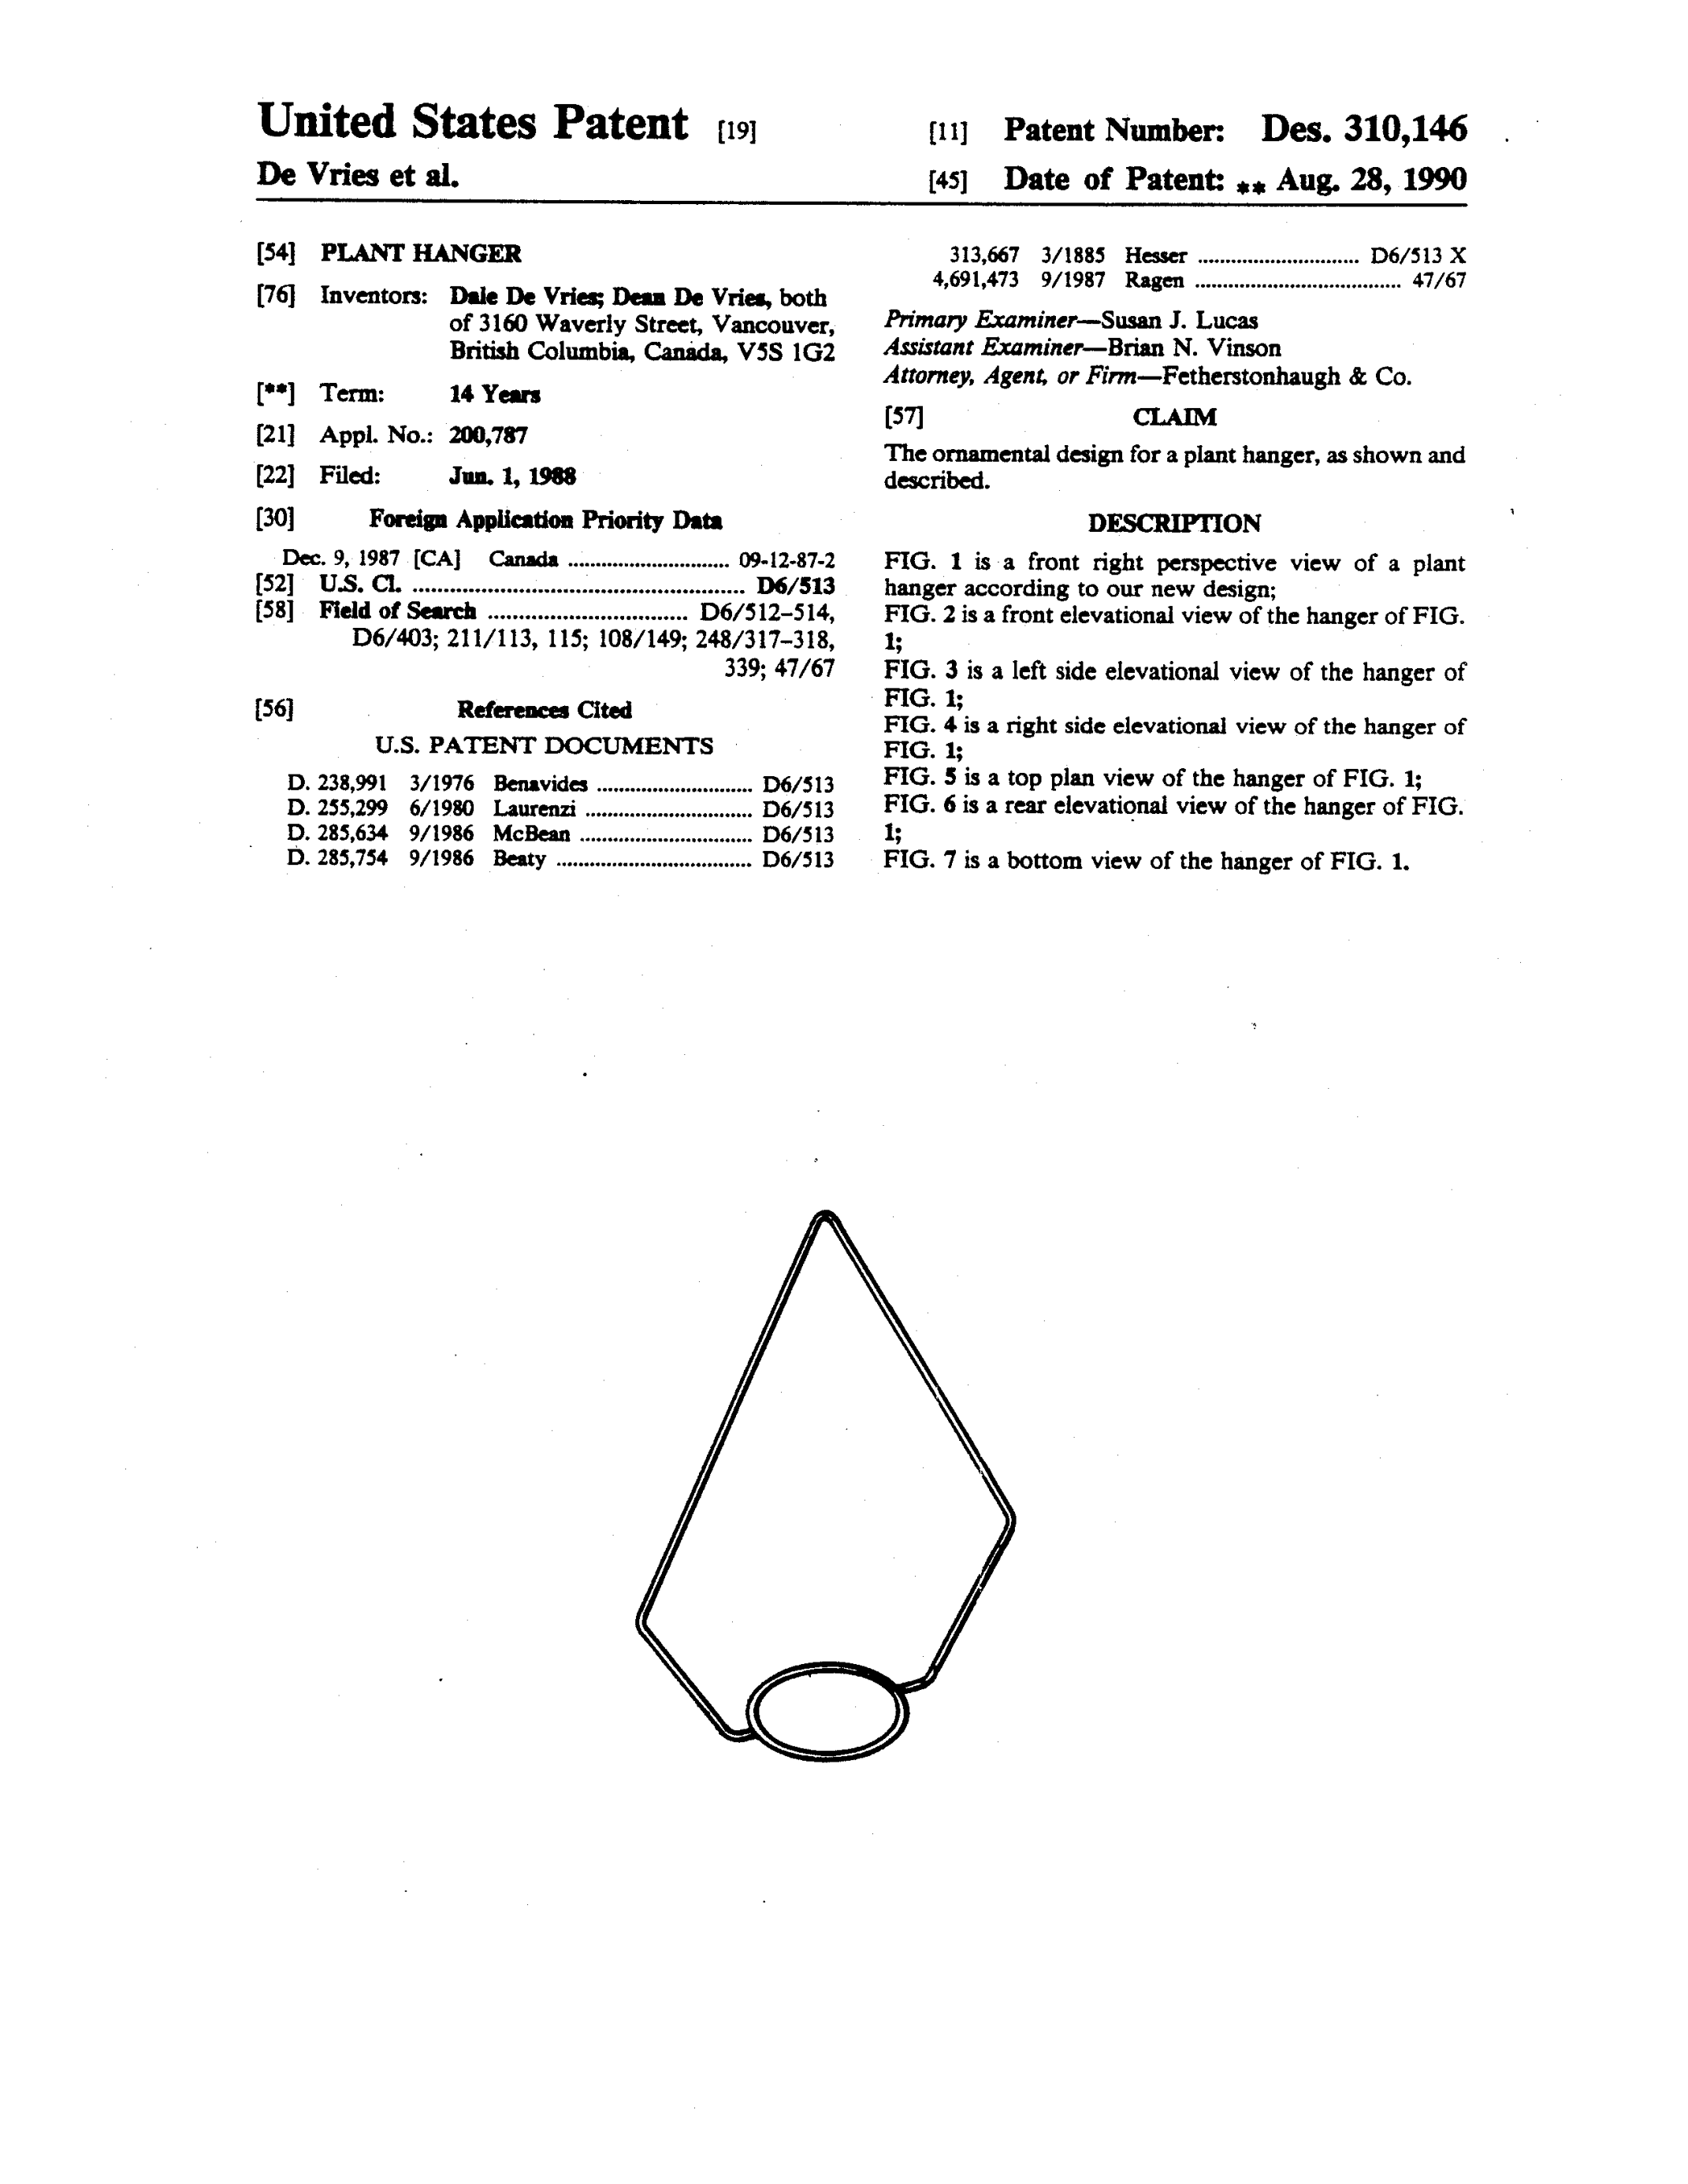 United States Patent [19]
De Vries et al.
[11] Patent Number: Des. 310,146
[45] Date of Patent: ** Aug. 28, 1990
[54] PLANT HANGER
[76] Inventors: Dale De Vries; Dean De Vries, both
of 3160 Waverly Street, Vancouver,
British Columbia, Canada, V5S 1G2
[**] Term: 14 Years
[21] Appl. No.: 200,787
[22] Filed: Jun. 1, 1988
[30] Foreign Application Priority Data
Dec. 9, 1987 [CA] Canada ............................. 09-12-87-2
[52] U.S. Cl. ............................................................ D6/513
[58] Field of Search .................................... D6/512-514,
D6/403; 211/113, 115; 108/149; 248/317-318,
339; 47/67
[56] References Cited
U.S. PATENT DOCUMENTS
D. 238,991 3/1976 Benavides ............................ D6/513
D. 255,299 6/1980 Laurenzi .............................. D6/513
D. 285,634 9/1986 McBean ............................... D6/513
D. 285,754 9/1986 Beaty ................................... D6/513
313,667 3/1885 Hesser ............................. D6/513 X
4,691,473 9/1987 Ragen ..................................... 47/67
Primary Examiner—Susan J. Lucas
Assistant Examiner—Brian N. Vinson
Attorney, Agent, or Firm—Fetherstonhaugh & Co.
[57] CLAIM
The ornamental design for a plant hanger, as shown and
described.
DESCRIPTION
FIG. 1 is a front right perspective view of a plant
hanger according to our new design;
FIG. 2 is a front elevational view of the hanger of FIG.
1;
FIG. 3 is a left side elevational view of the hanger of
FIG. 1;
FIG. 4 is a right side elevational view of the hanger of
FIG. 1;
FIG. 5 is a top plan view of the hanger of FIG. 1;
FIG. 6 is a rear elevational view of the hanger of FIG.
1;
FIG. 7 is a bottom view of the hanger of FIG. 1.